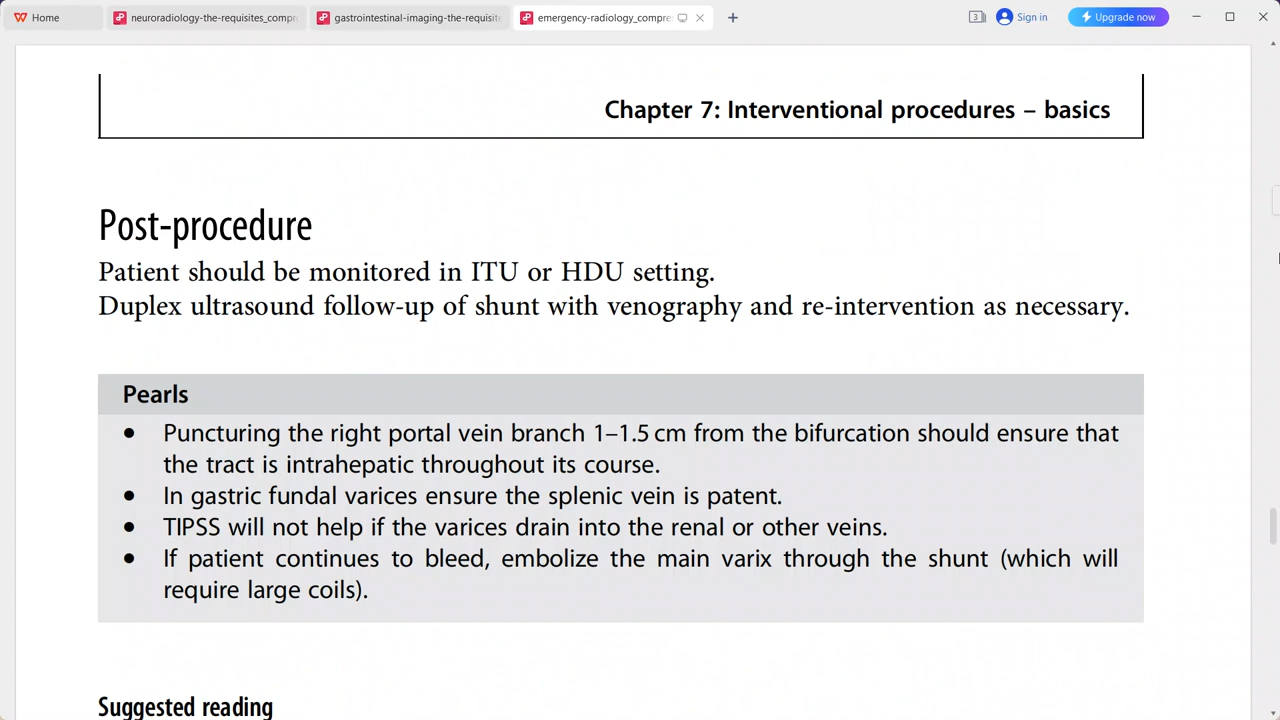 Home
neuroradiology-the-requisites_compre
gastrointestinal-imaging-the-requisite
emergency-radiology_compre
3
Sign in
Upgrade now
Chapter 7: Interventional procedures – basics
Post-procedure
Patient should be monitored in ITU or HDU setting.
Duplex ultrasound follow-up of shunt with venography and re-intervention as necessary.
Pearls
• Puncturing the right portal vein branch 1–1.5 cm from the bifurcation should ensure that
the tract is intrahepatic throughout its course.
• In gastric fundal varices ensure the splenic vein is patent.
• TIPSS will not help if the varices drain into the renal or other veins.
• If patient continues to bleed, embolize the main varix through the shunt (which will
require large coils).
Suggested reading